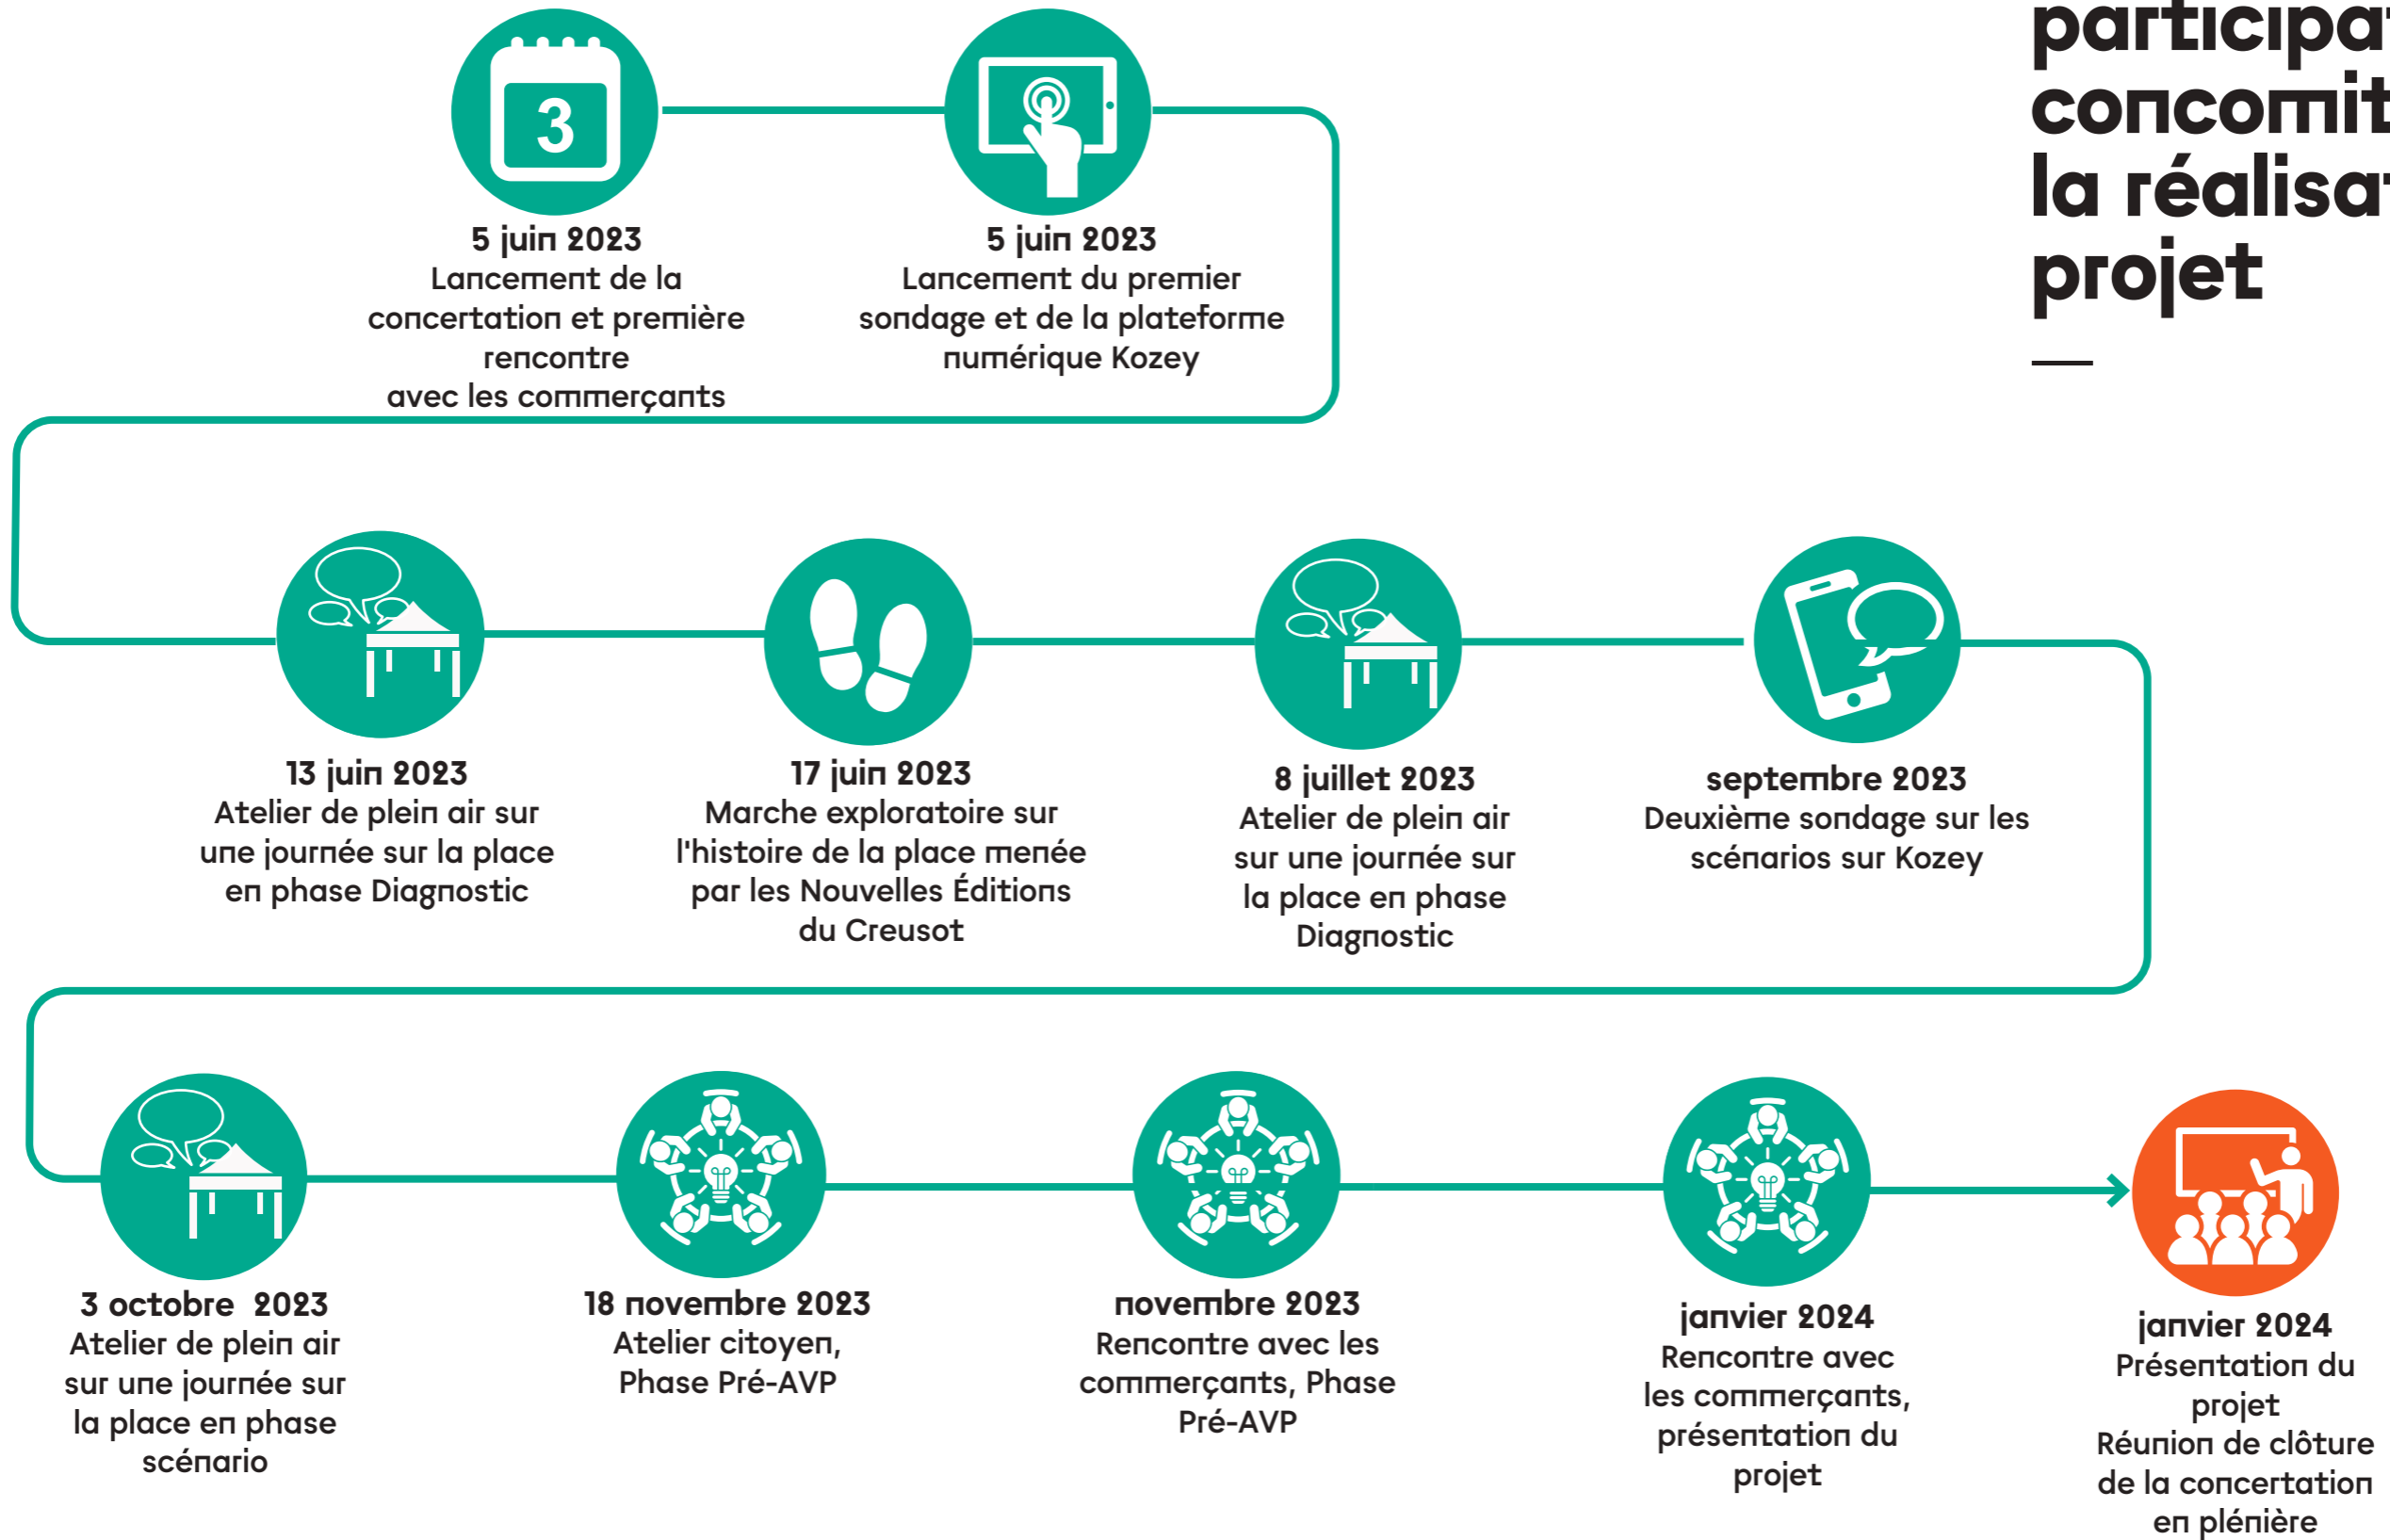 participa
concomit
la réalisa
projet
3
5 juin 2023
Lancement de la
concertation et première
rencontre
avec les commerçants
5 juin 2023
Lancement du premier
sondage et de la plateforme
numérique Kozey
13 juin 2023
Atelier de plein air sur
une journée sur la place
en phase Diagnostic
17 juin 2023
Marche exploratoire sur
l'histoire de la place menée
par les Nouvelles Éditions
du Creusot
8 juillet 2023
Atelier de plein air
sur une journée sur
la place en phase
Diagnostic
septembre 2023
Deuxième sondage sur les
scénarios sur Kozey
3 octobre 2023
Atelier de plein air
sur une journée sur
la place en phase
scénario
18 novembre 2023
Atelier citoyen,
Phase Pré-AVP
novembre 2023
Rencontre avec les
commerçants, Phase
Pré-AVP
janvier 2024
Rencontre avec
les commerçants,
présentation du
projet
janvier 2024
Présentation du
projet
Réunion de clôture
de la concertation
en plénière